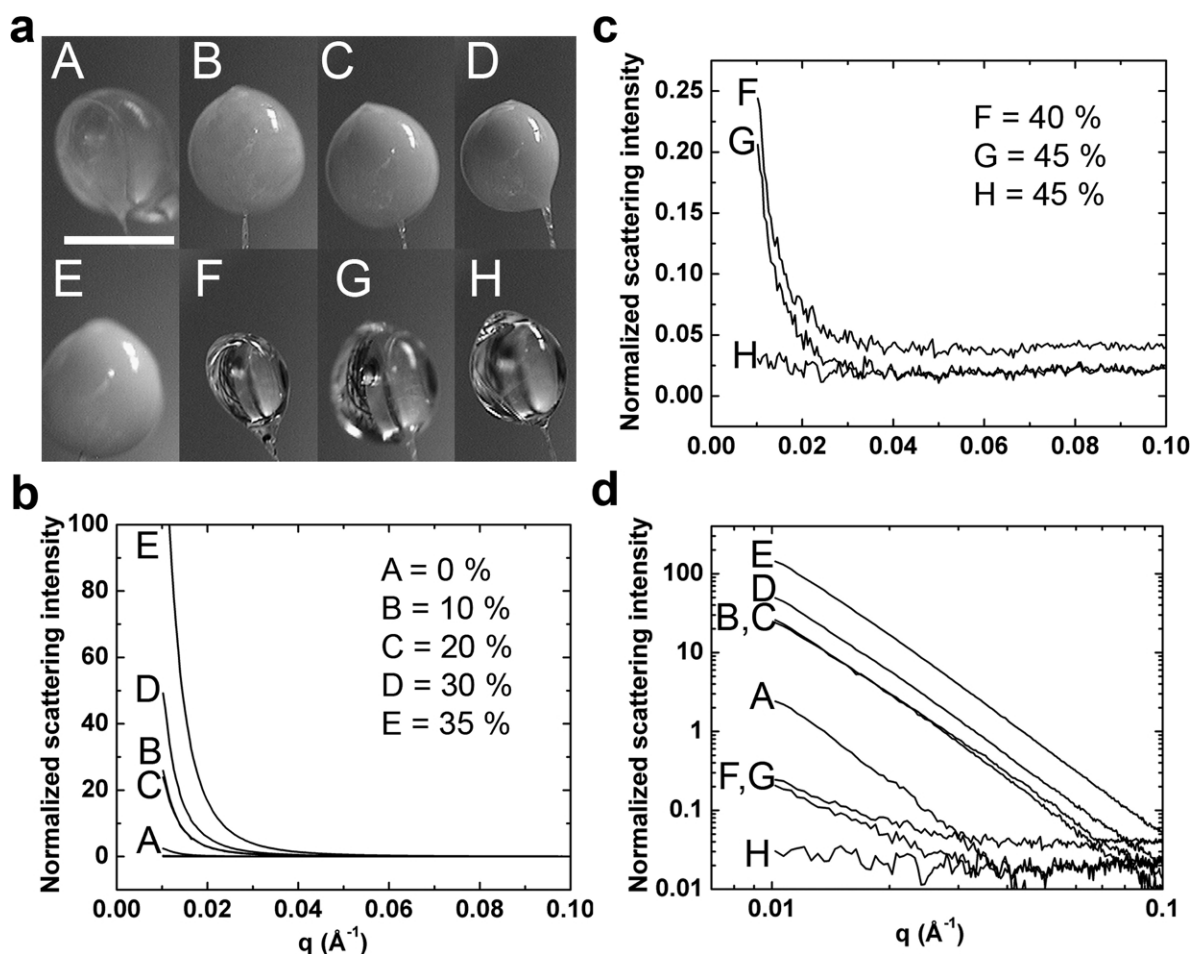 a
A B C D
E F G H
b
Normalized scattering intensity
100
80
60
40
20
0
E
D
B
C
A
A = 0 %
B = 10 %
C = 20 %
D = 30 %
E = 35 %
0.00 0.02 0.04 0.06 0.08 0.10
q (Å⁻¹)
c
Normalized scattering intensity
0.25
0.20
0.15
0.10
0.05
0.00
F
G
H
F = 40 %
G = 45 %
H = 45 %
0.00 0.02 0.04 0.06 0.08 0.10
d
Normalized scattering intensity
100
10
1
0.1
0.01
E
D
B,C
A
F,G
H
0.01 0.1
q (Å⁻¹)